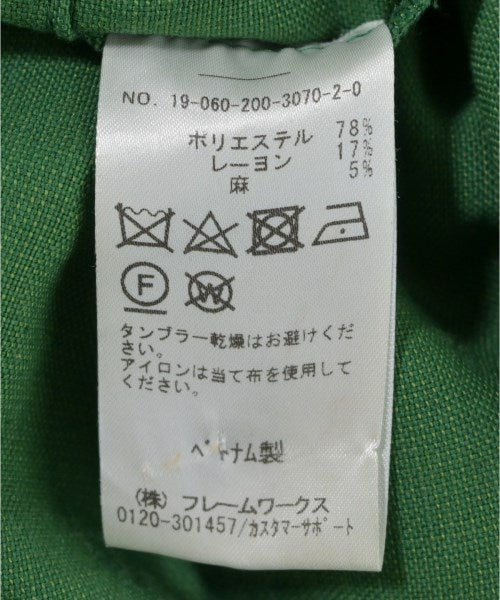 NO. 19-060-200-3070-2-0
ポリエステル 78%
レーヨン 17%
麻 5%
F W
タンブラー乾燥はお避けくだ
さい。
アイロンは当て布を使用して
ください。
ベトナム製
(株) フレームワークス
0120-301457/カスタマーサポート